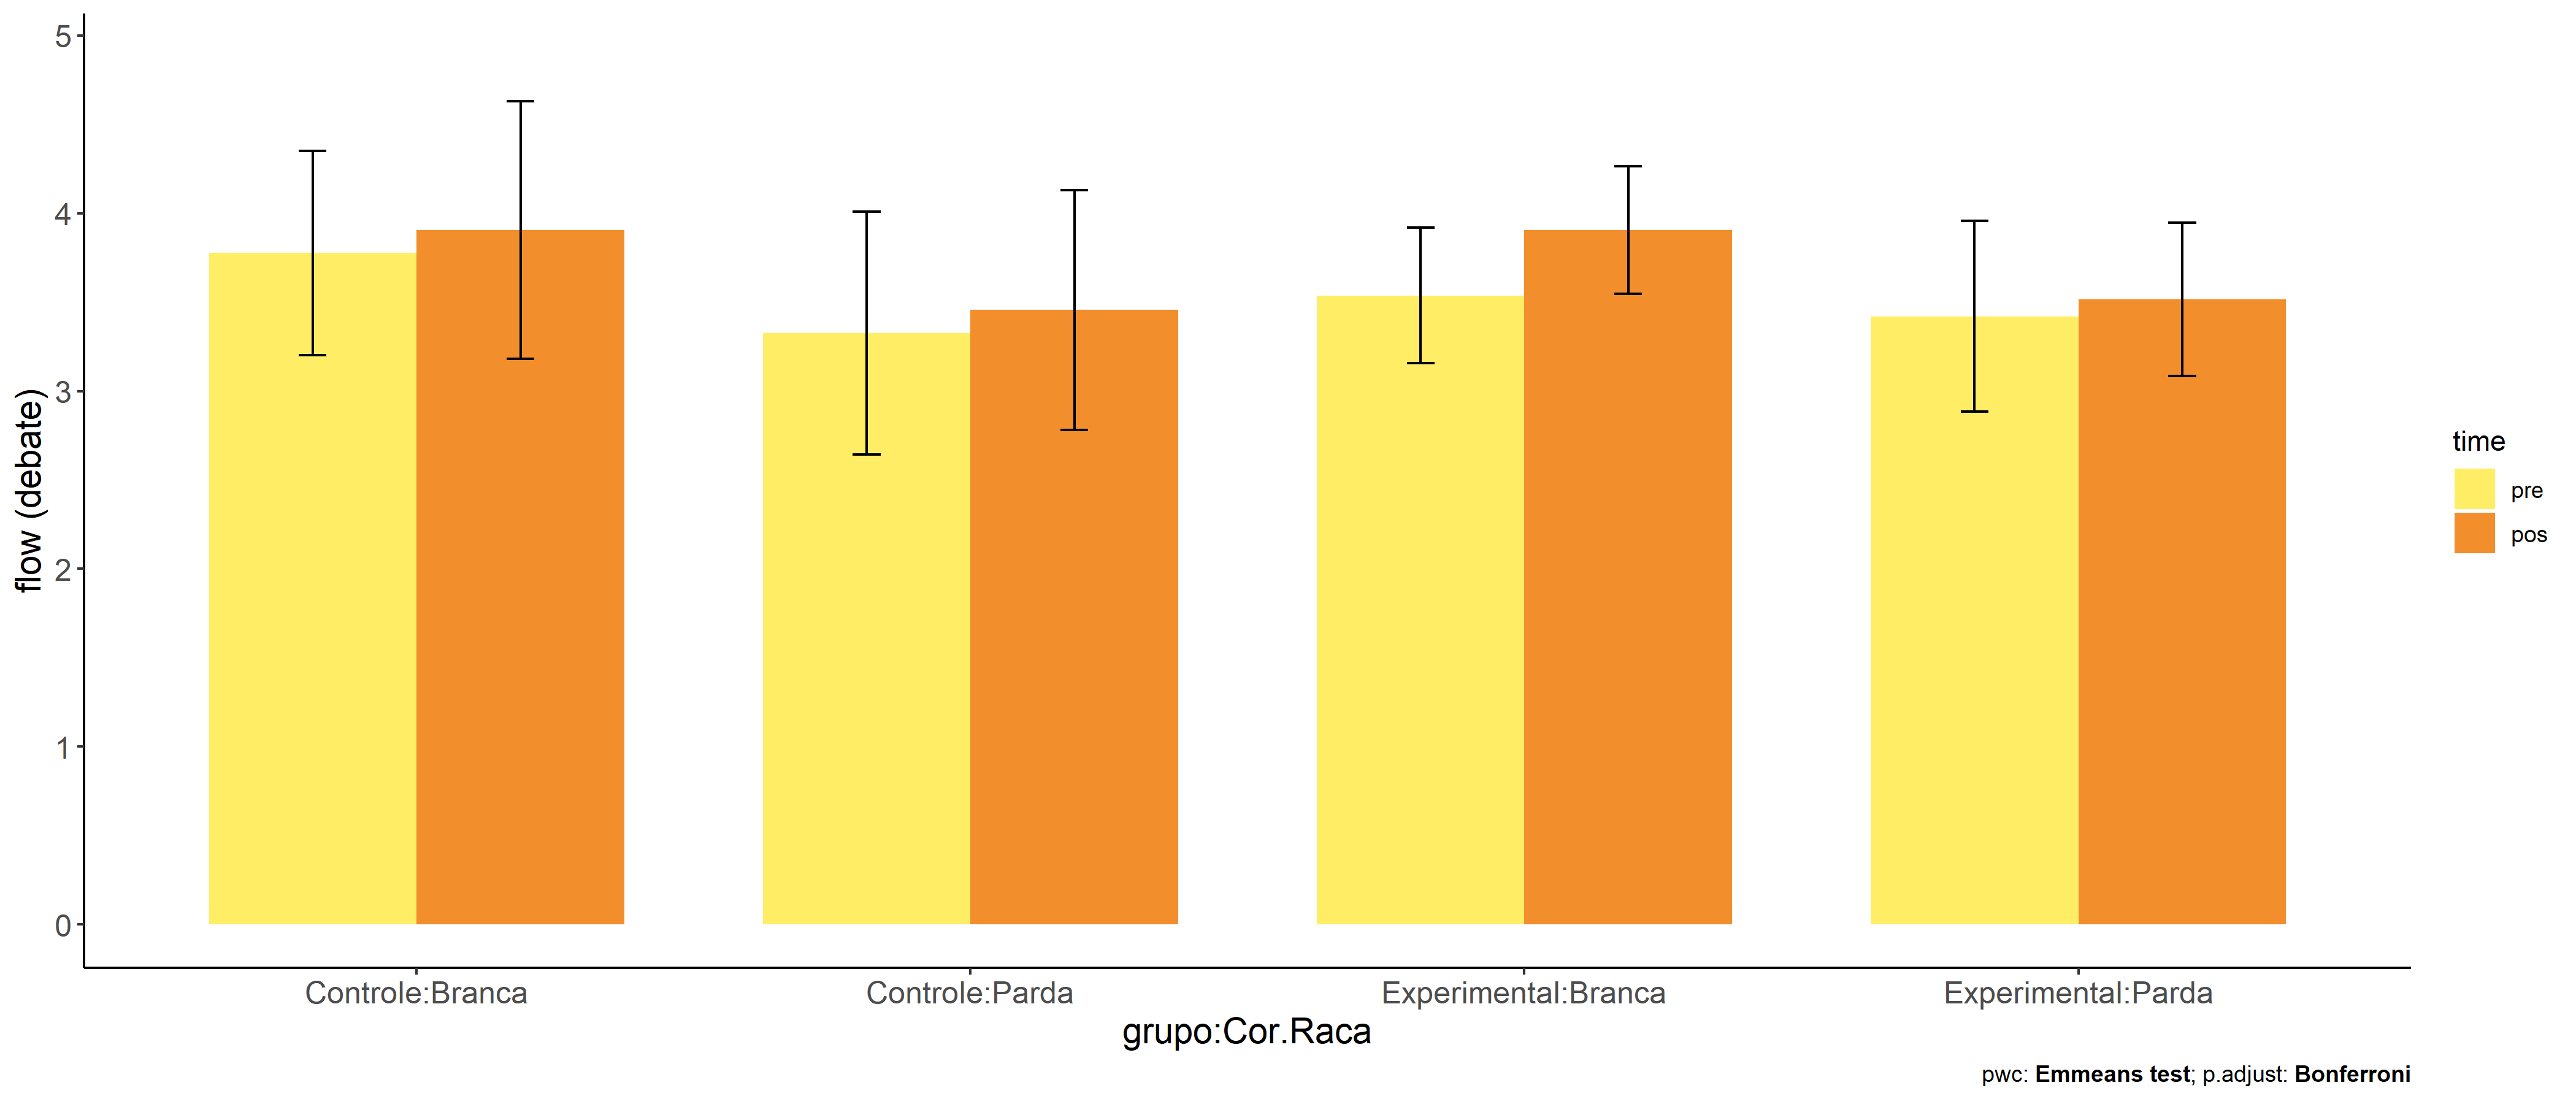 flow (debate)
5
4
3
2
1
0
Controle:Branca
Controle:Parda
Experimental:Branca
Experimental:Parda
grupo:Cor.Raca
time
pre
pos
pwc: Emmeans test; p.adjust: Bonferroni